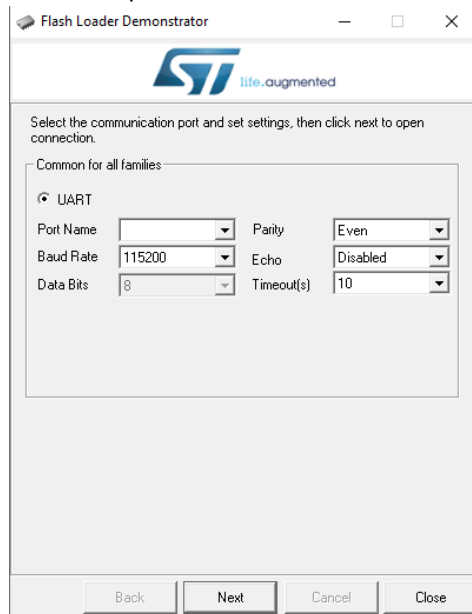 Flash Loader Demonstrator
ST life.augmented
Select the communication port and set settings, then click next to open
connection.
Common for all families
UART
Port Name Parity Even
Baud Rate 115200 Echo Disabled
Data Bits 8 Timeout(s) 10
Back Next Cancel Close